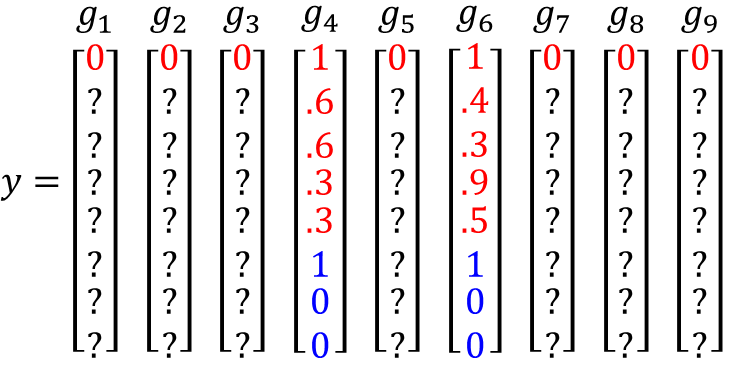 g1 g2 g3 g4 g5 g6 g7 g8 g9
0 0 0 1 0 1 0 0 0
? ? ? .6 ? .4 ? ? ?
? ? ? .6 ? .3 ? ? ?
y = ? ? ? .3 ? .9 ? ? ?
? ? ? .3 ? .5 ? ? ?
? ? ? 1 ? 1 ? ? ?
? ? ? 0 ? 0 ? ? ?
? ? ? 0 ? 0 ? ? ?